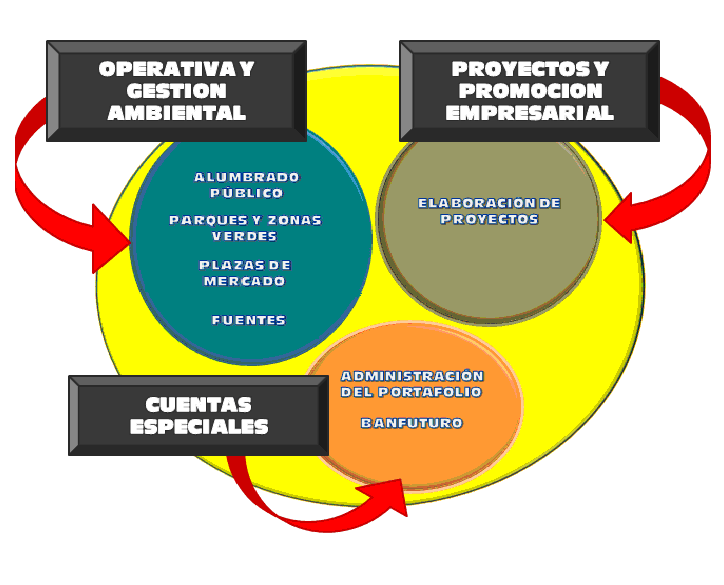 OPERATIVA Y
GESTION
AMBIENTAL
PROYECTOS Y
PROMOCION
EMPRESARIAL
ALUMBRADO
PÚBLICO
PARQUES Y ZONAS
VERDES
PLAZAS DE
MERCADO
FUENTES
ELABORACIÓN DE
PROYECTOS
CUENTAS
ESPECIALES
ADMINISTRACIÓN
DEL PORTAFOLIO
BANFUTURO